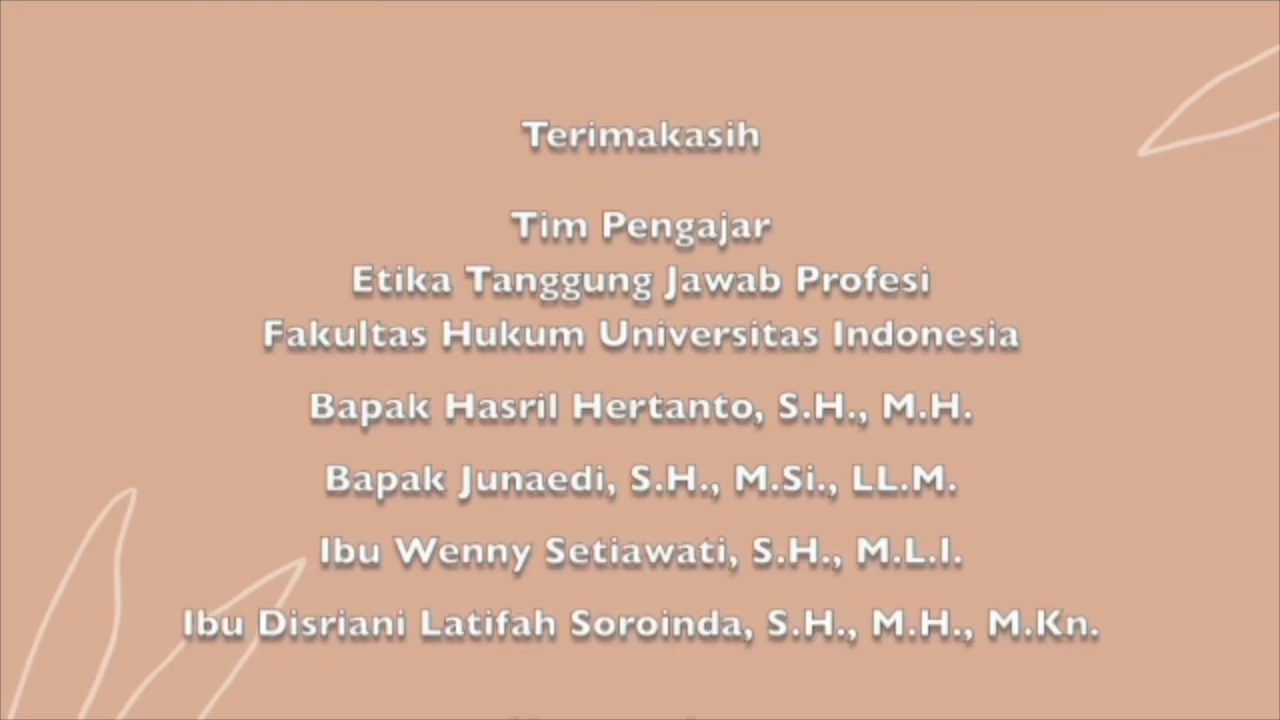 Terimakasih
Tim Pengajar
Etika Tanggung Jawab Profesi
Fakultas Hukum Universitas Indonesia
Bapak Hasril Hertanto, S.H., M.H.
Bapak Junaedi, S.H., M.Si., LL.M.
Ibu Wenny Setiawati, S.H., M.L.I.
Ibu Disriani Latifah Soroinda, S.H., M.H., M.Kn.